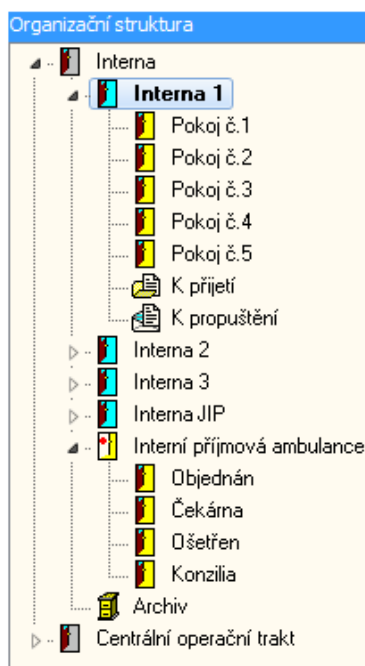 Organizační struktura
Interna
Interna 1
Pokoj č.1
Pokoj č.2
Pokoj č.3
Pokoj č.4
Pokoj č.5
K přijetí
K propuštění
Interna 2
Interna 3
Interna JIP
Interní příjmová ambulance
Objednán
Čekárna
Ošetřen
Konzilia
Archiv
Centrální operační trakt